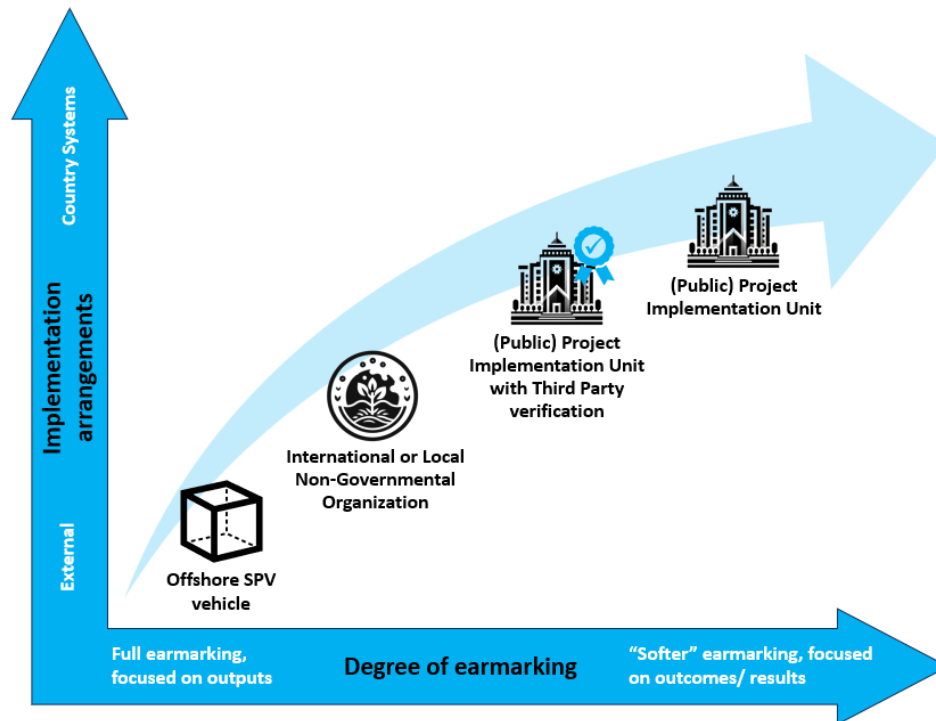 Country Systems
Implementation
arrangements
External
(Public) Project
Implementation Unit
(Public) Project
Implementation Unit
with Third Party
verification
International or Local
Non-Governmental
Organization
Offshore SPV
vehicle
Full earmarking,
focused on outputs
Degree of earmarking
“Softer” earmarking, focused
on outcomes/ results